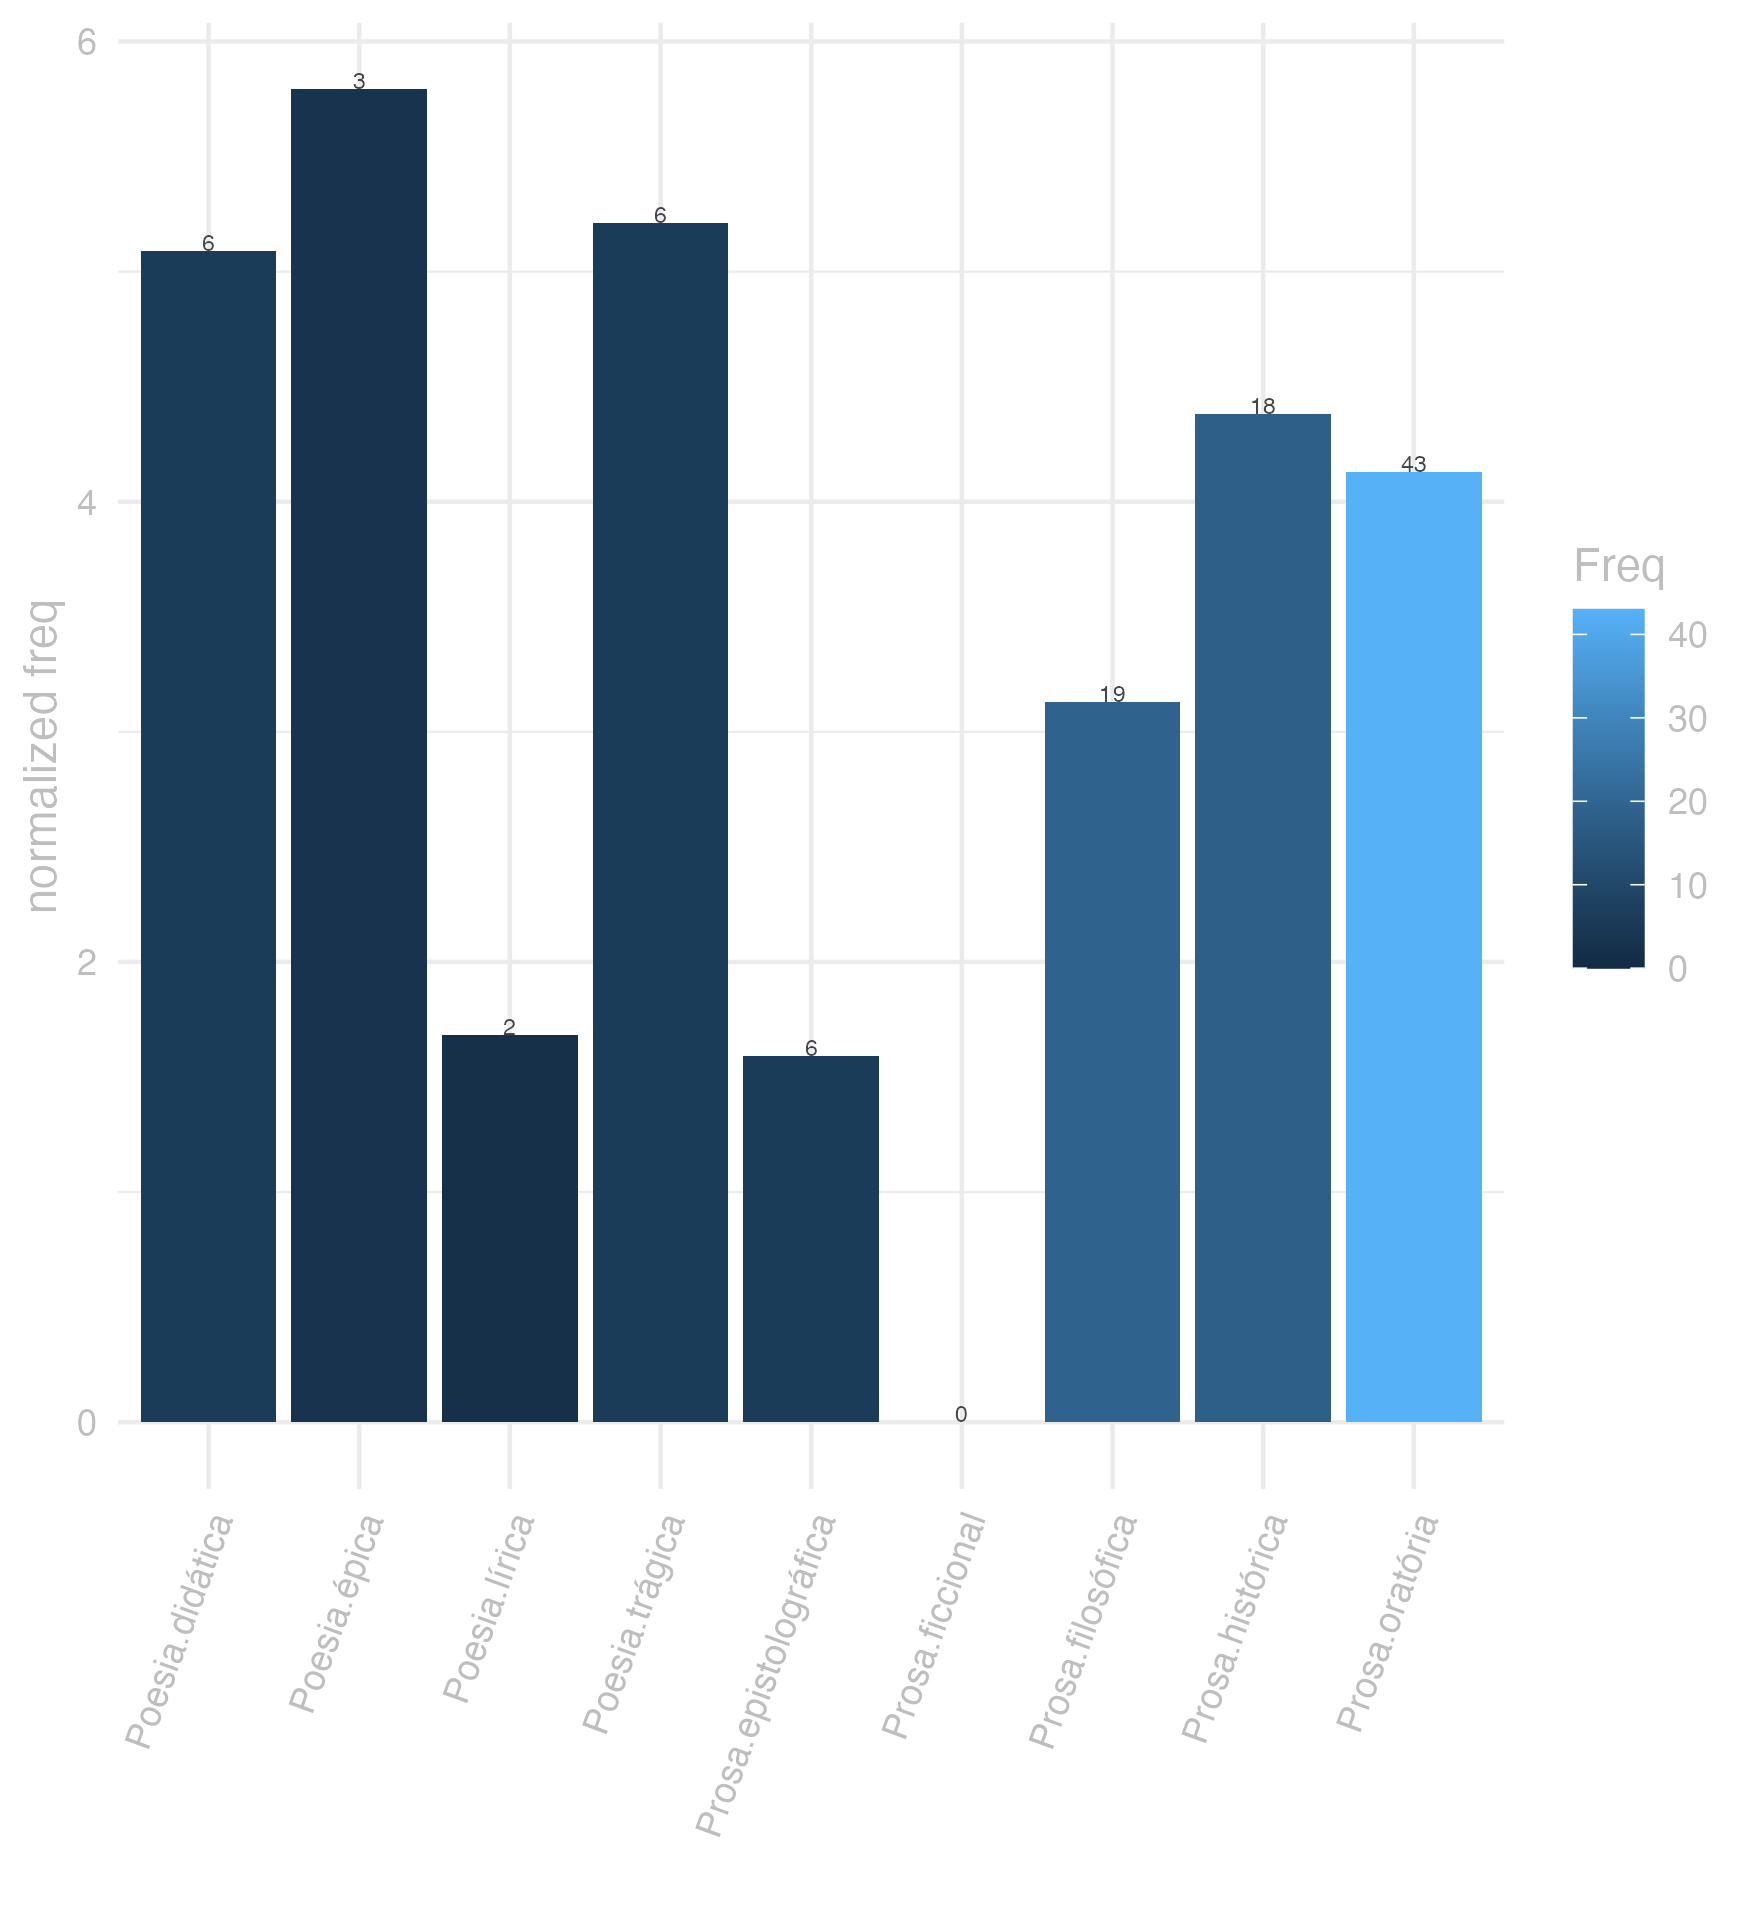 6
4
2
0
normalized freq
6
3
2
6
6
0
19
18
43
Poesia.didática
Poesia.épica
Poesia.lírica
Poesia.trágica
Prosa.epistolográfica
Prosa.ficcional
Prosa.filosófica
Prosa.histórica
Prosa.oratória
Freq
40
30
20
10
0